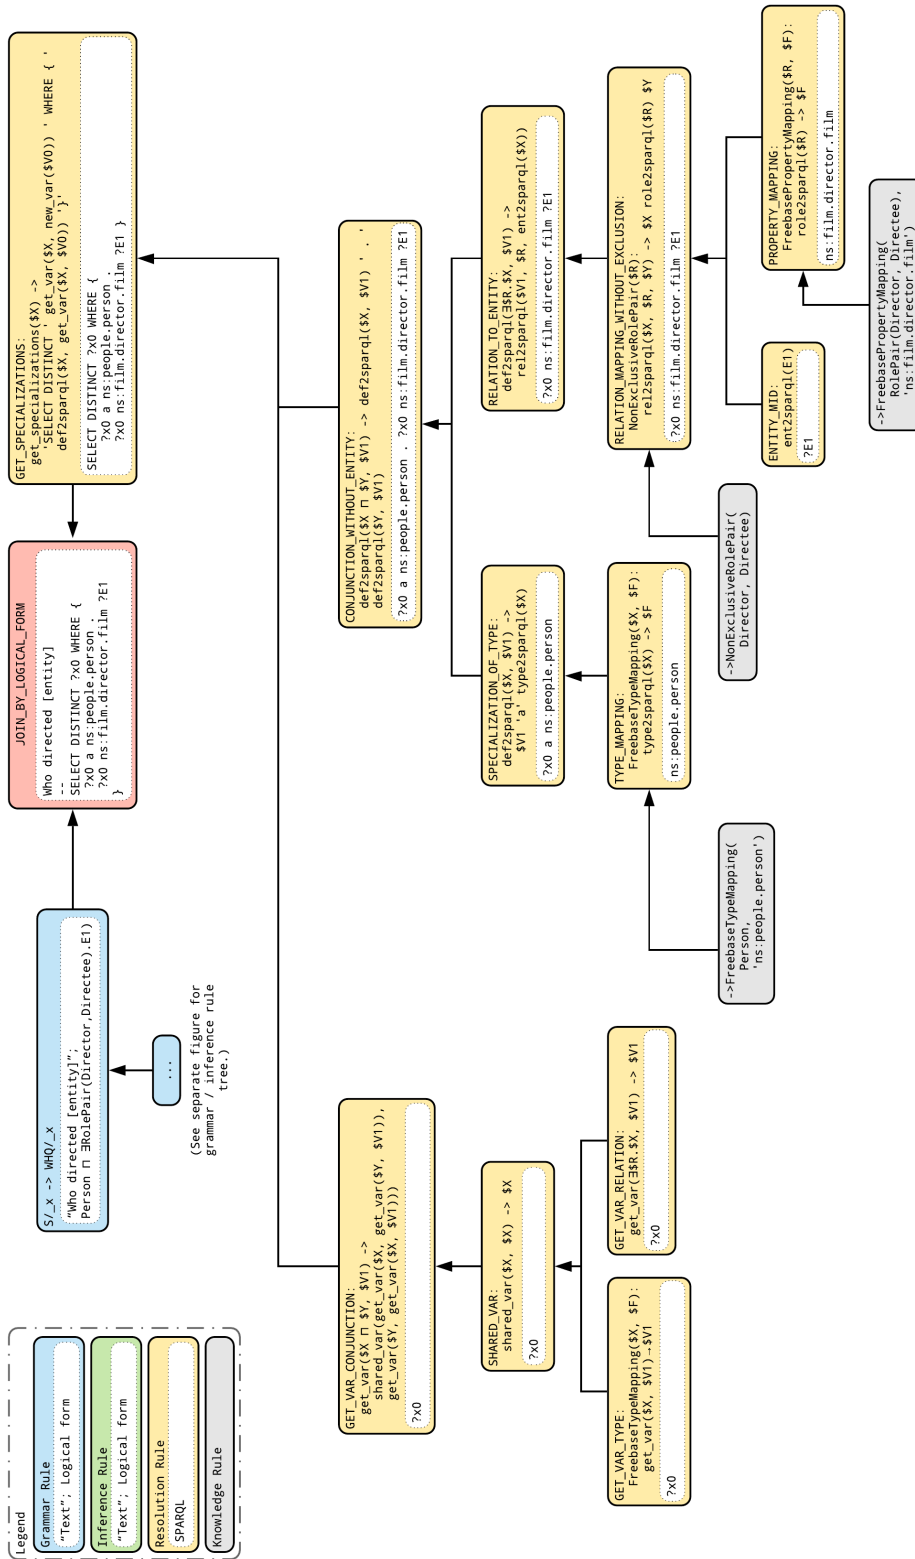 Legend
Grammar Rule
"Text"; Logical form
Inference Rule
"Text"; Logical form
Resolution Rule
SPARQL
Knowledge Rule
S/_x -> WHQ/_x
"Who directed [entity]";
Person ⊓ ∃RolePair(Director,Directee).E1)
...
(See separate figure for
grammar / inference rule
tree.)
JOIN_BY_LOGICAL_FORM
Who directed [entity]
--
SELECT DISTINCT ?x0 WHERE {
?x0 a ns:people.person .
?x0 ns:film.director.film ?E1
}
GET_SPECIALIZATIONS:
get_specializations($X) ->
'SELECT DISTINCT ' get_var($X, new_var($V0)) ' WHERE { '
def2sparql($X, get_var($X, $V0)) '}'
SELECT DISTINCT ?x0 WHERE {
?x0 a ns:people.person .
?x0 ns:film.director.film ?E1 }
GET_VAR_CONJUNCTION:
get_var($X ⊓ $Y, $V1) ->
shared_var(get_var($X, get_var($Y, $V1)),
get_var($Y, get_var($X, $V1)))
?x0
CONJUNCTION_WITHOUT_ENTITY:
def2sparql($X ⊓ $Y, $V1) -> def2sparql($X, $V1) ' . '
def2sparql($Y, $V1)
?x0 a ns:people.person . ?x0 ns:film.director.film ?E1
SHARED_VAR:
shared_var($X, $X) -> $X
?x0
SPECIALIZATION_OF_TYPE:
def2sparql($X, $V1) ->
$V1 'a' type2sparql($X)
?x0 a ns:people.person
RELATION_TO_ENTITY:
def2sparql(∃$R.$X, $V1) ->
rel2sparql($V1, $R, ent2sparql($X))
?x0 ns:film.director.film ?E1
GET_VAR_TYPE:
FreebaseTypeMapping($X, $F):
get_var($X, $V1)→$V1
?x0
GET_VAR_RELATION:
get_var(∃$R.$X, $V1) -> $V1
?x0
TYPE_MAPPING:
FreebaseTypeMapping($X, $F):
type2sparql($X) -> $F
ns:people.person
RELATION_MAPPING_WITHOUT_EXCLUSION:
NonExclusiveRolePair($R):
rel2sparql($X, $R, $Y) -> $X role2sparql($R) $Y
?x0 ns:film.director.film ?E1
->FreebaseTypeMapping(
Person,
'ns:people.person')
->NonExclusiveRolePair(
Director, Directee)
ENTITY_MID:
ent2sparql(E1)
?E1
PROPERTY_MAPPING:
FreebasePropertyMapping($R, $F):
role2sparql($R) -> $F
ns:film.director.film
->FreebasePropertyMapping(
RolePair(Director, Directee),
'ns:film.director.film')